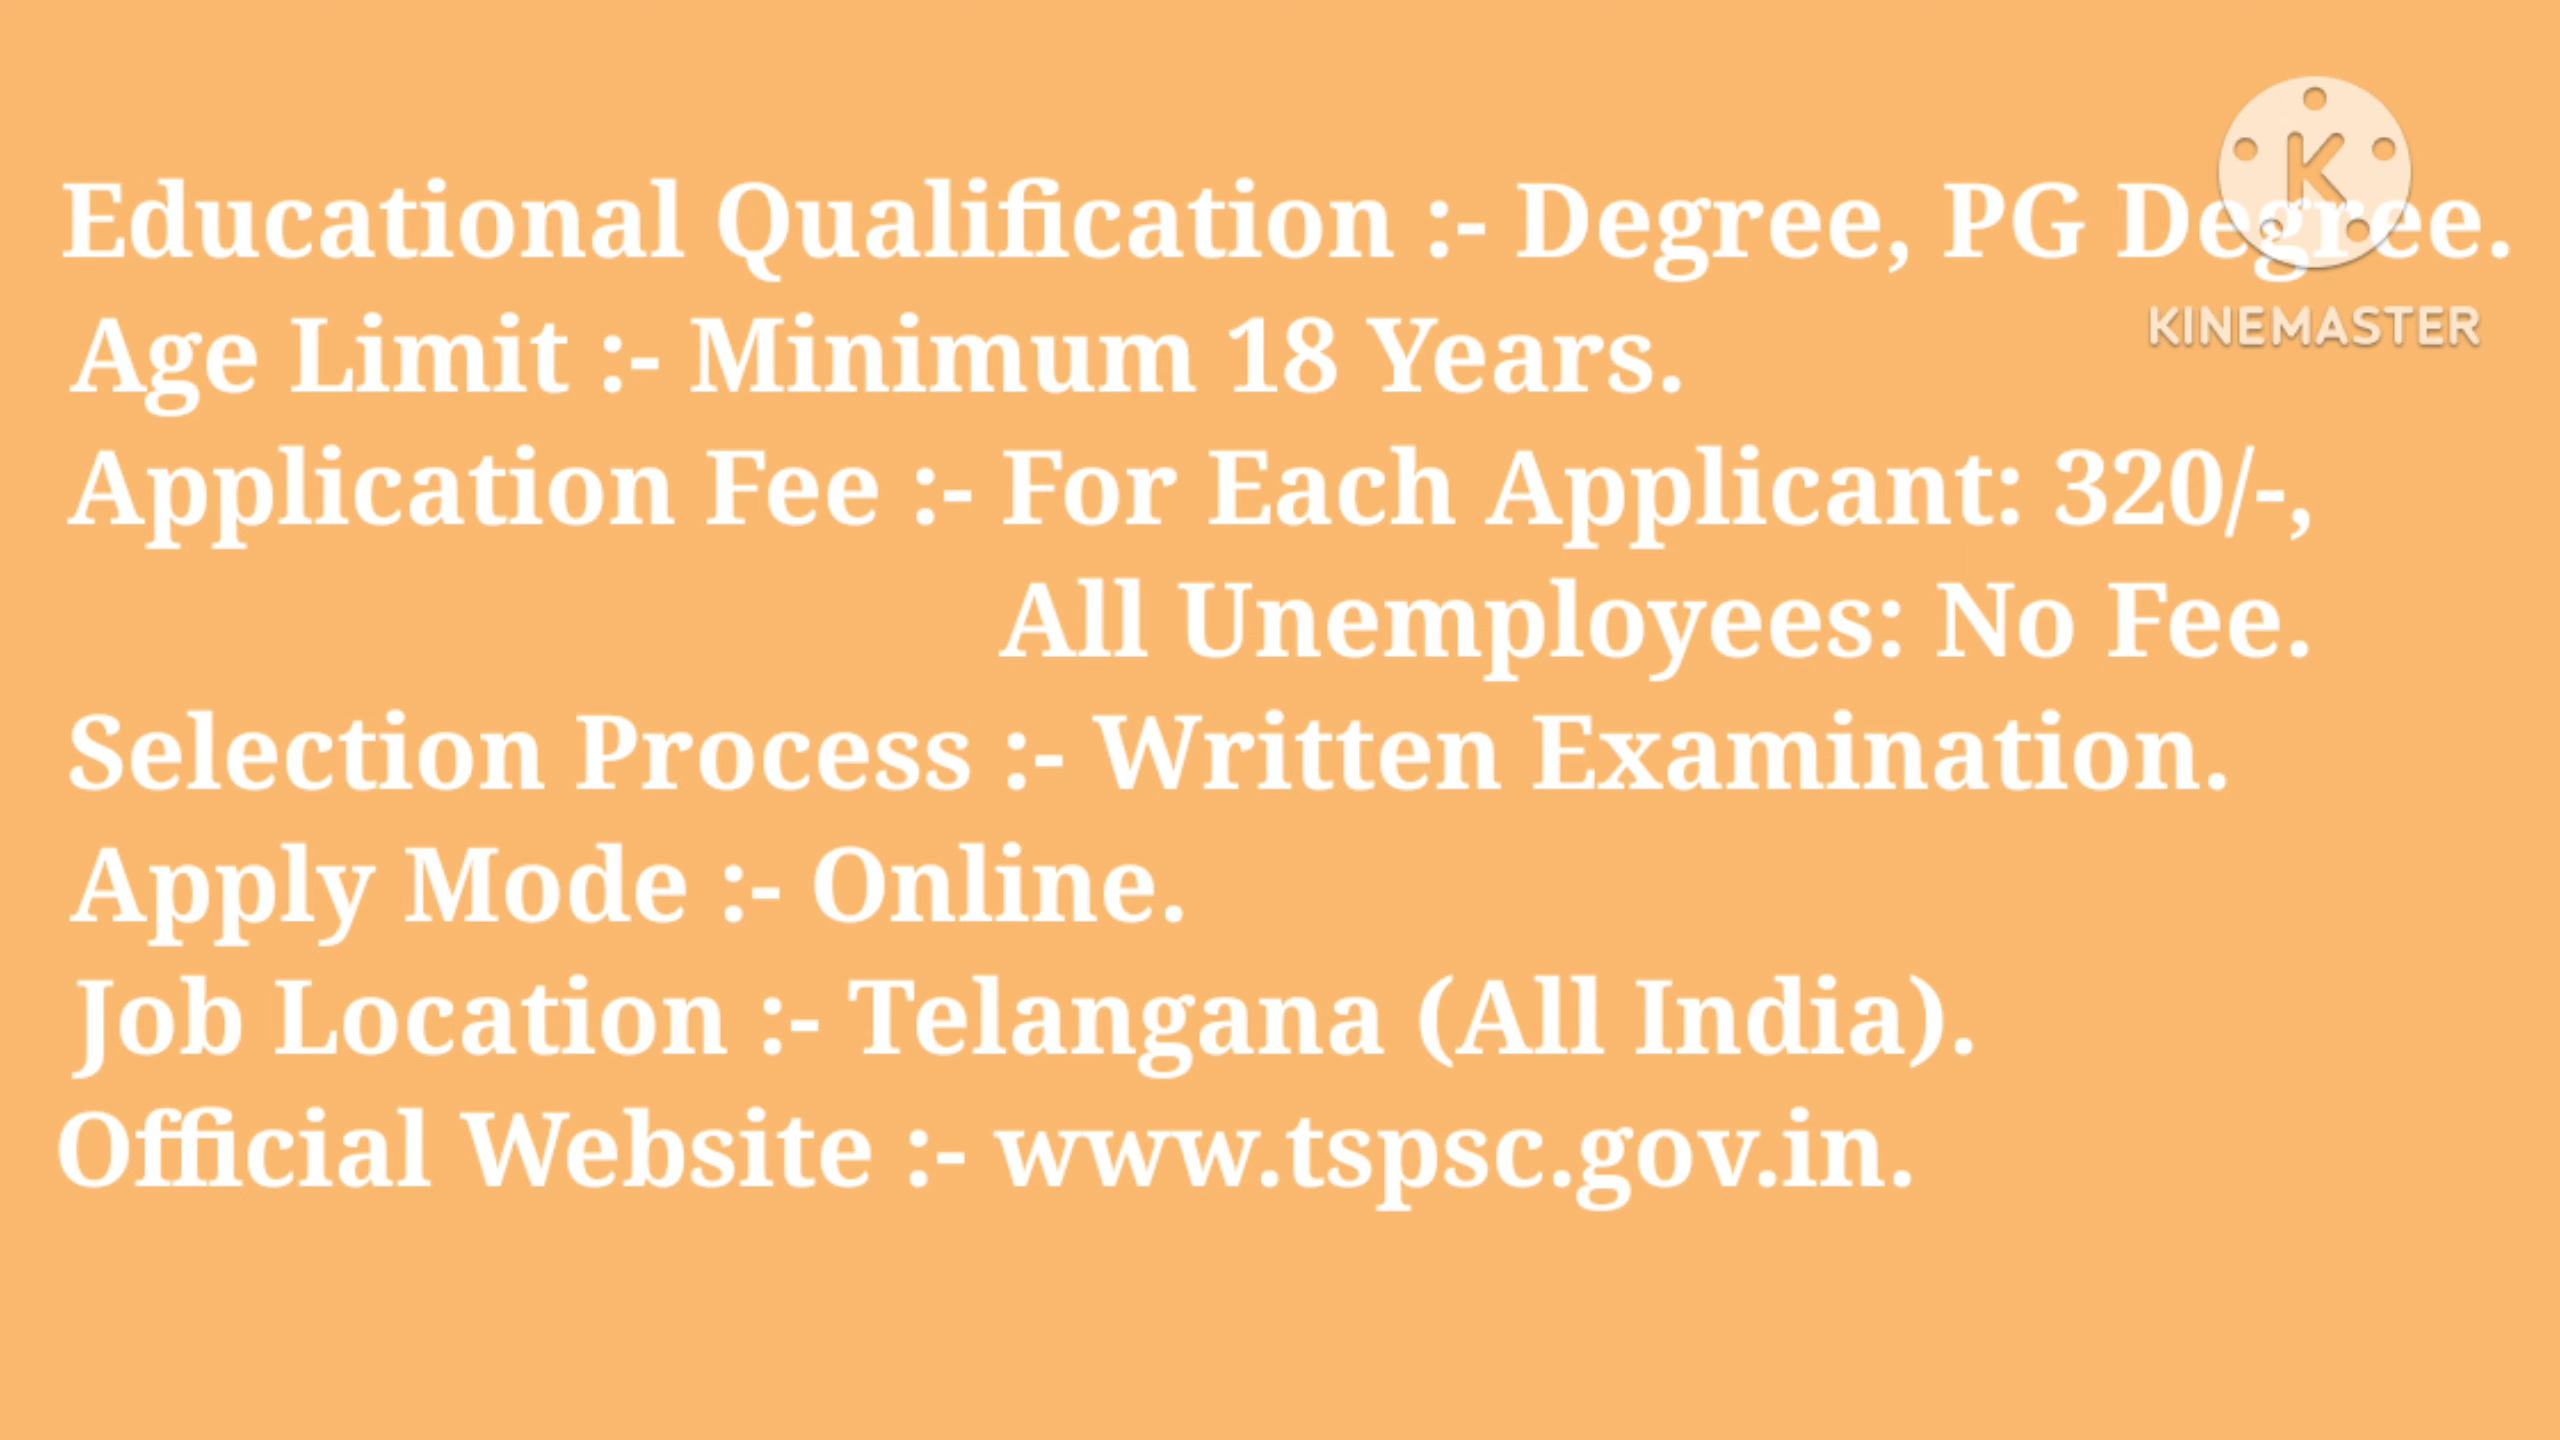 Educational Qualification :- Degree, PG Degree.
KINEMASTER
Age Limit :- Minimum 18 Years.
Application Fee :- For Each Applicant: 320/-,
All Unemployees: No Fee.
Selection Process :- Written Examination.
Apply Mode :- Online.
Job Location :- Telangana (All India).
Official Website :- www.tspsc.gov.in.